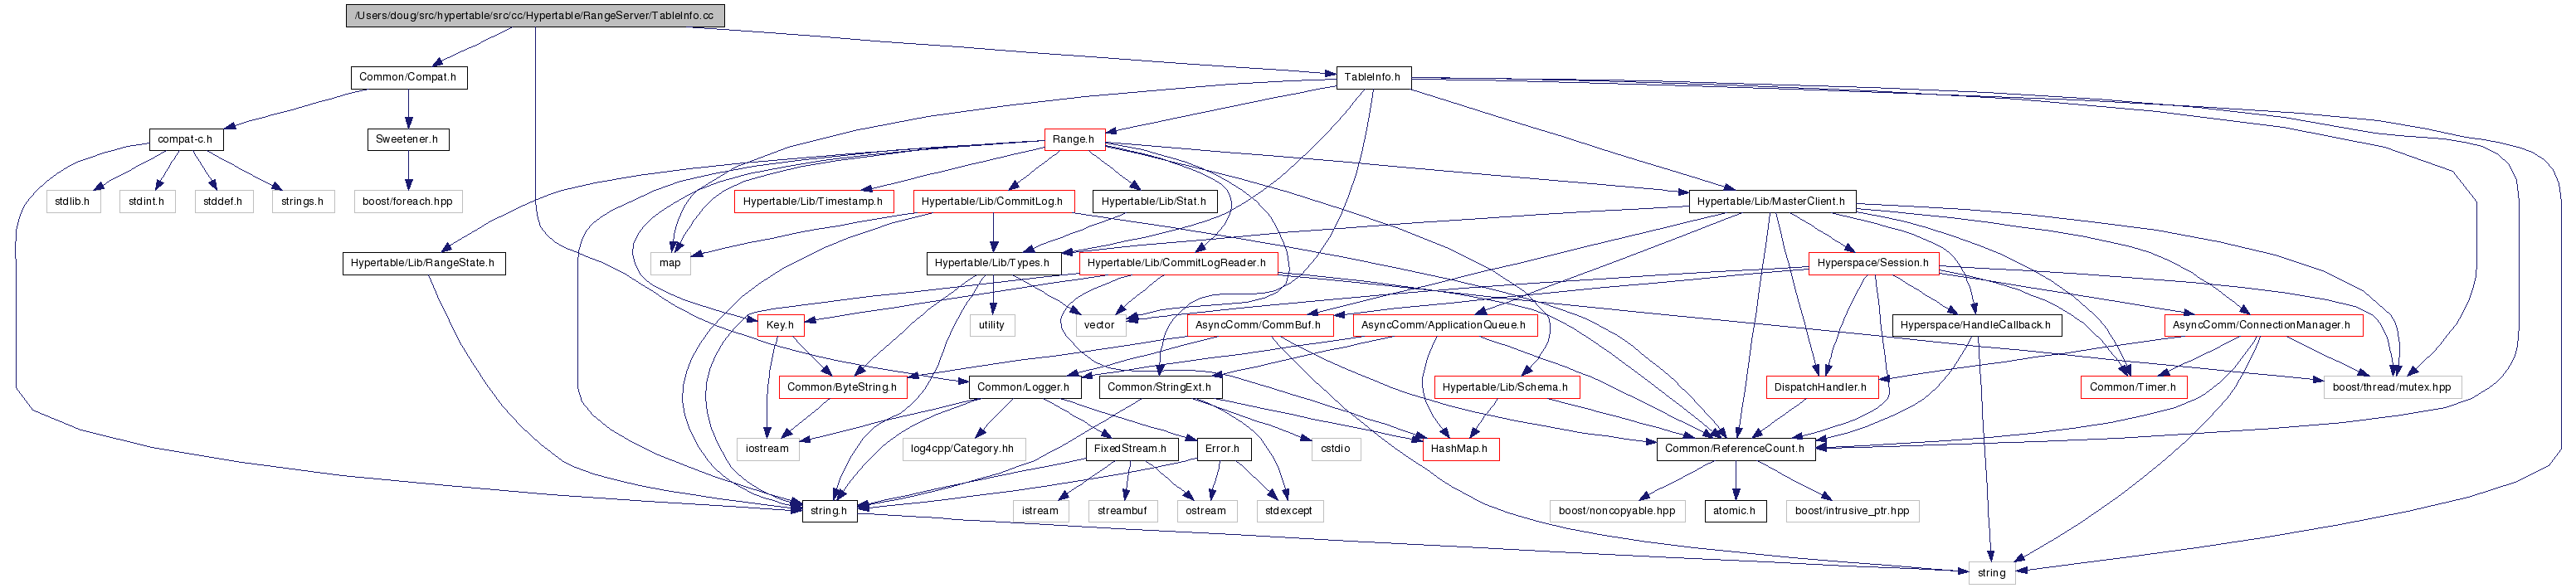 /Users/doug/src/hypertable/src/cc/Hypertable/RangeServer/TableInfo.cc
Common/Compat.h
TableInfo.h
compat-c.h
Sweetener.h
Range.h
stdlib.h
stdint.h
stddef.h
strings.h
boost/foreach.hpp
Hypertable/Lib/Timestamp.h
Hypertable/Lib/CommitLog.h
Hypertable/Lib/Stat.h
Hypertable/Lib/MasterClient.h
Hypertable/Lib/RangeState.h
map
Hypertable/Lib/Types.h
Hypertable/Lib/CommitLogReader.h
Hyperspace/Session.h
Key.h
utility
vector
AsyncComm/CommBuf.h
AsyncComm/ApplicationQueue.h
Hyperspace/HandleCallback.h
AsyncComm/ConnectionManager.h
Common/ByteString.h
Common/Logger.h
Common/StringExt.h
Hypertable/Lib/Schema.h
DispatchHandler.h
Common/Timer.h
boost/thread/mutex.hpp
iostream
log4cpp/Category.hh
FixedStream.h
Error.h
cstdio
HashMap.h
Common/ReferenceCount.h
string.h
istream
streambuf
ostream
stdexcept
boost/noncopyable.hpp
atomic.h
boost/intrusive_ptr.hpp
string